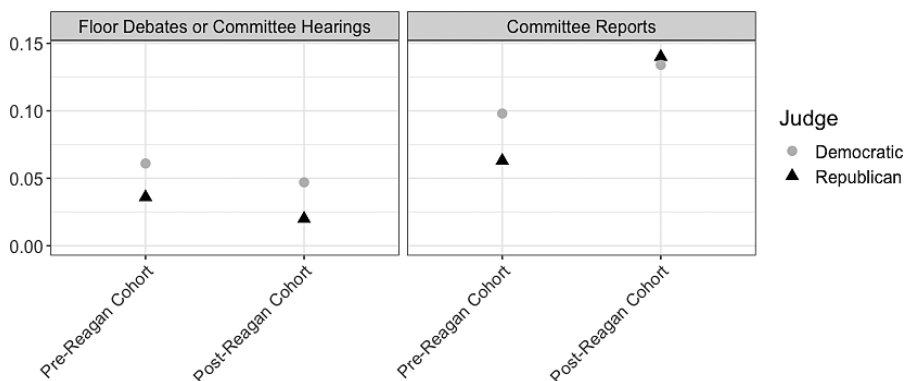 Floor Debates or Committee Hearings
Committee Reports
0.15
0.10
0.05
0.00
Pre-Reagan Cohort
Post-Reagan Cohort
Pre-Reagan Cohort
Post-Reagan Cohort
Judge
Democratic
Republican